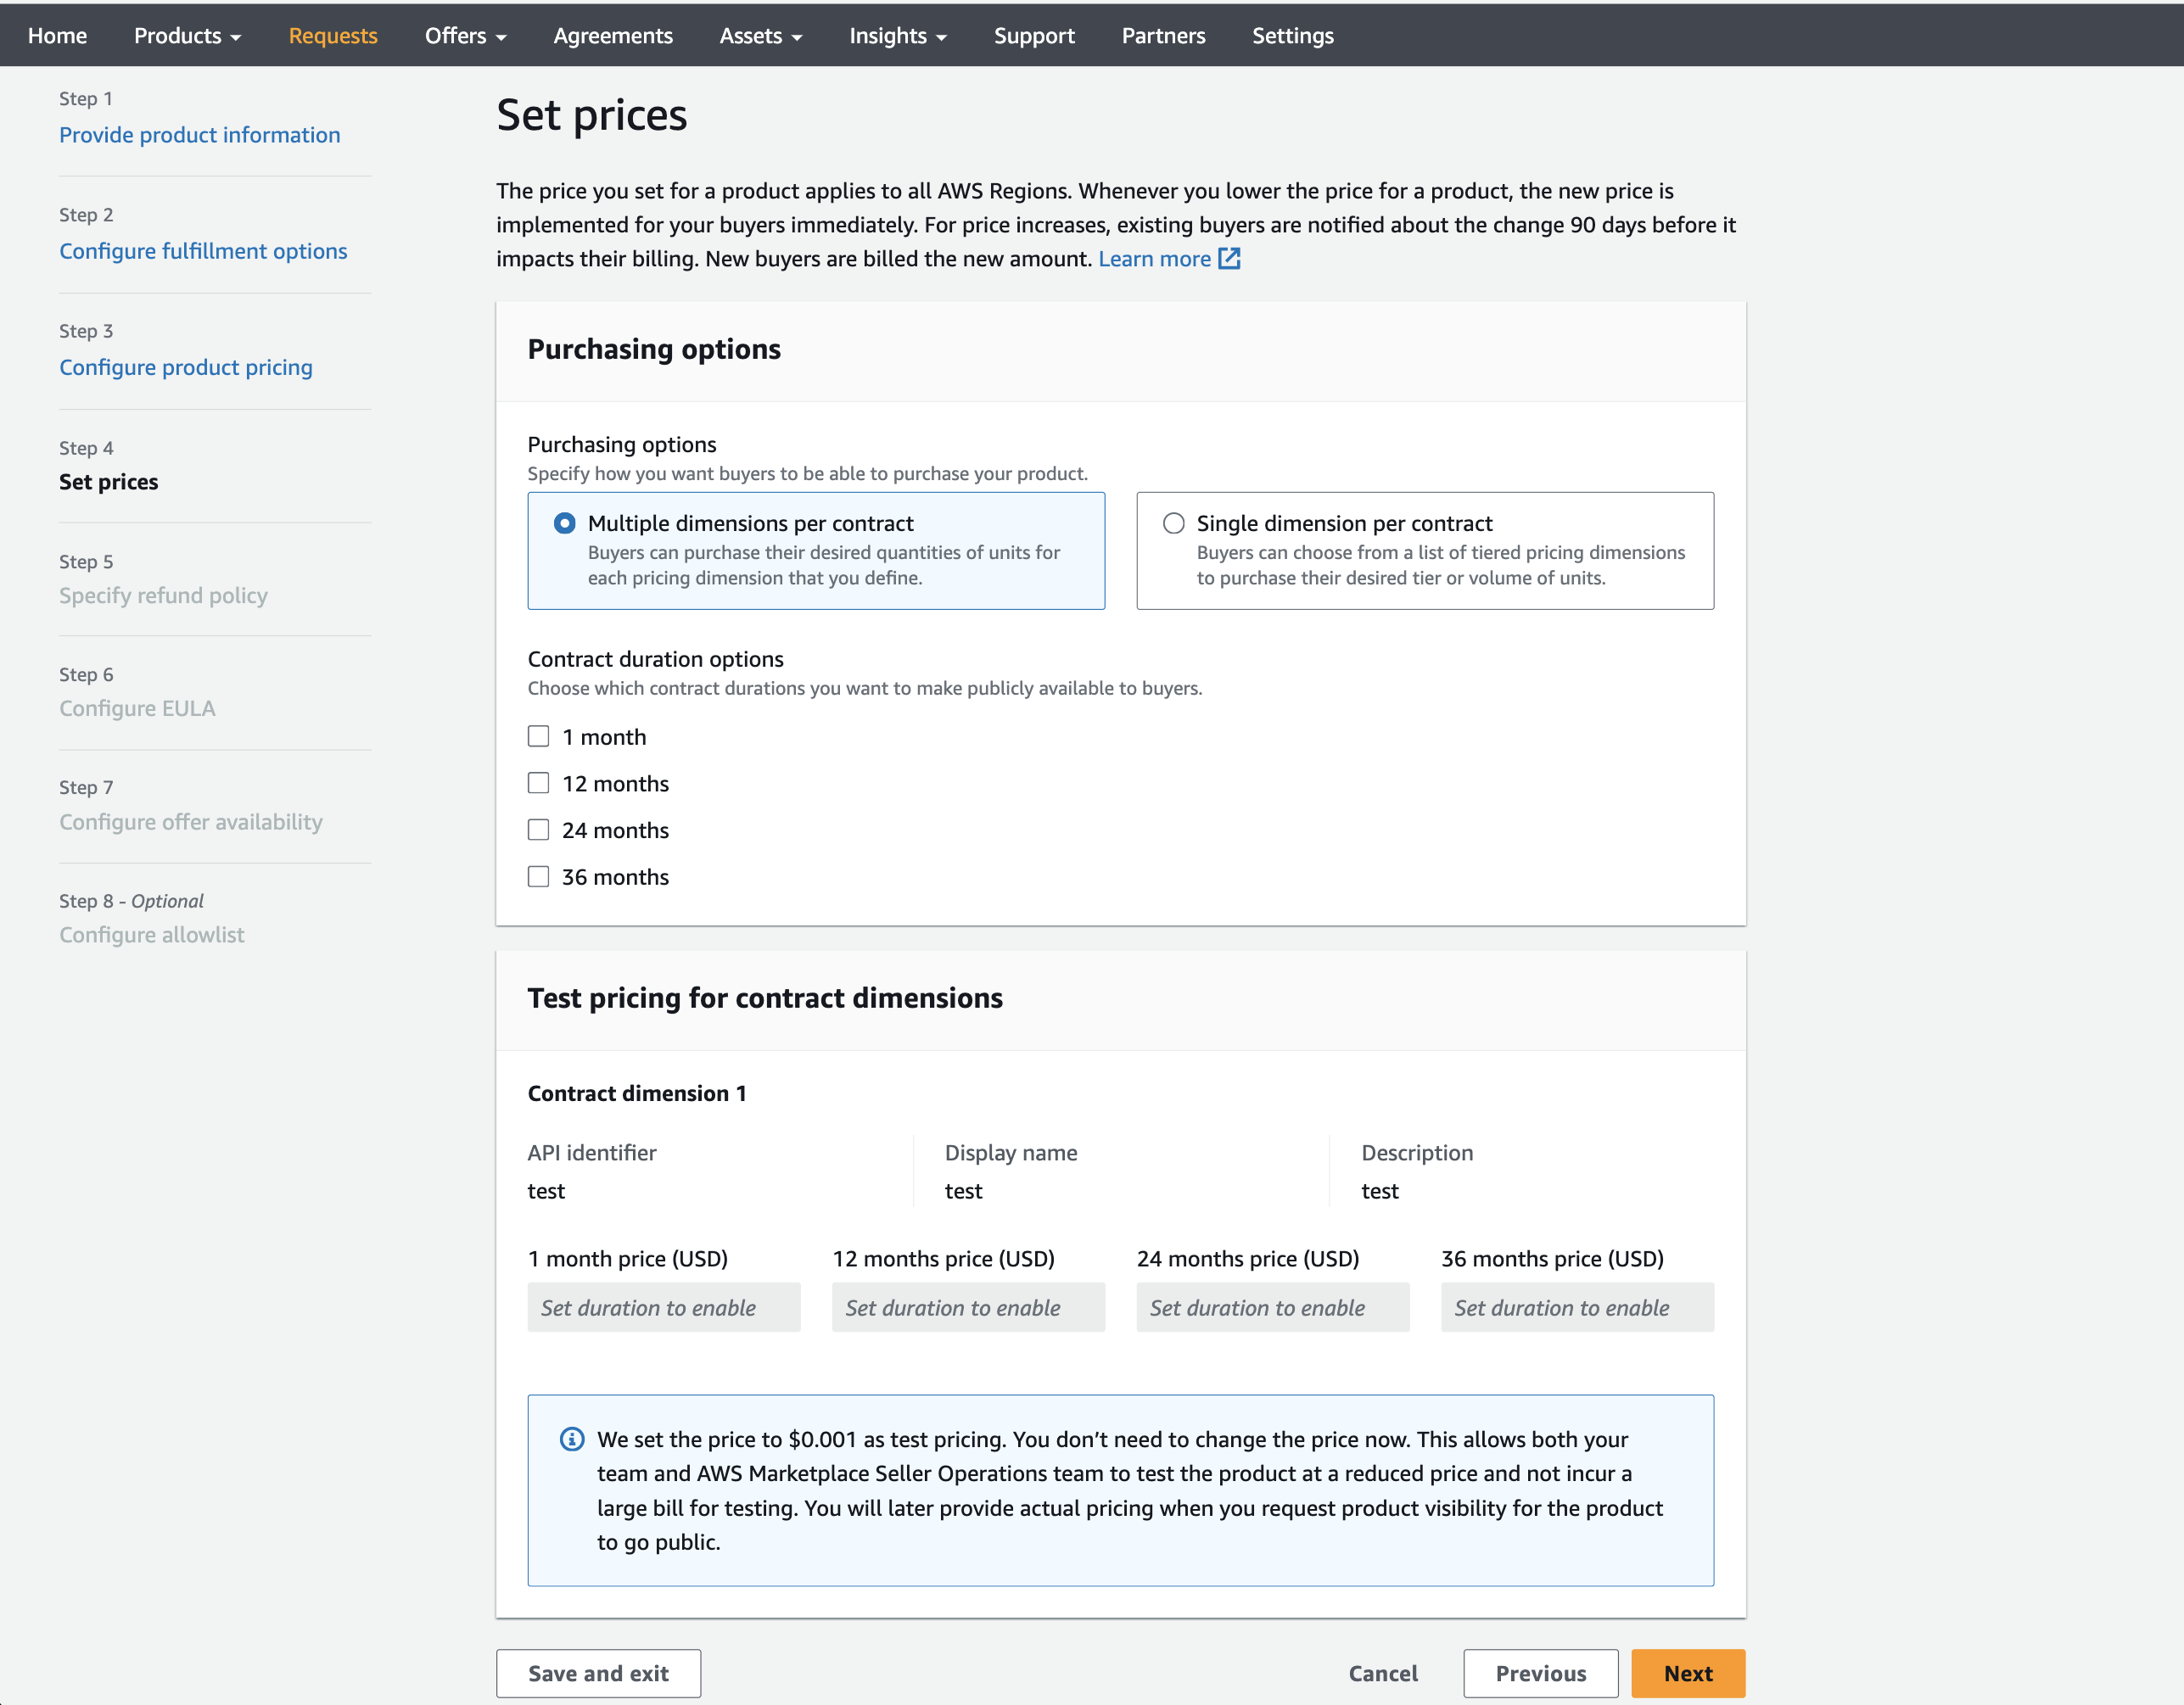 Home Products Requests Offers Agreements Assets Insights Support Partners Settings
Step 1
Provide product information
Step 2
Configure fulfillment options
Step 3
Configure product pricing
Step 4
Set prices
Step 5
Specify refund policy
Step 6
Configure EULA
Step 7
Configure offer availability
Step 8 - Optional
Configure allowlist
Set prices
The price you set for a product applies to all AWS Regions. Whenever you lower the price for a product, the new price is
implemented for your buyers immediately. For price increases, existing buyers are notified about the change 90 days before it
impacts their billing. New buyers are billed the new amount. Learn more
Purchasing options
Purchasing options
Specify how you want buyers to be able to purchase your product.
Multiple dimensions per contract
Buyers can purchase their desired quantities of units for
each pricing dimension that you define.
Single dimension per contract
Buyers can choose from a list of tiered pricing dimensions
to purchase their desired tier or volume of units.
Contract duration options
Choose which contract durations you want to make publicly available to buyers.
1 month
12 months
24 months
36 months
Test pricing for contract dimensions
Contract dimension 1
API identifier
test
Display name
test
Description
test
1 month price (USD)
Set duration to enable
12 months price (USD)
Set duration to enable
24 months price (USD)
Set duration to enable
36 months price (USD)
Set duration to enable
We set the price to $0.001 as test pricing. You don’t need to change the price now. This allows both your
team and AWS Marketplace Seller Operations team to test the product at a reduced price and not incur a
large bill for testing. You will later provide actual pricing when you request product visibility for the product
to go public.
Save and exit Cancel Previous Next